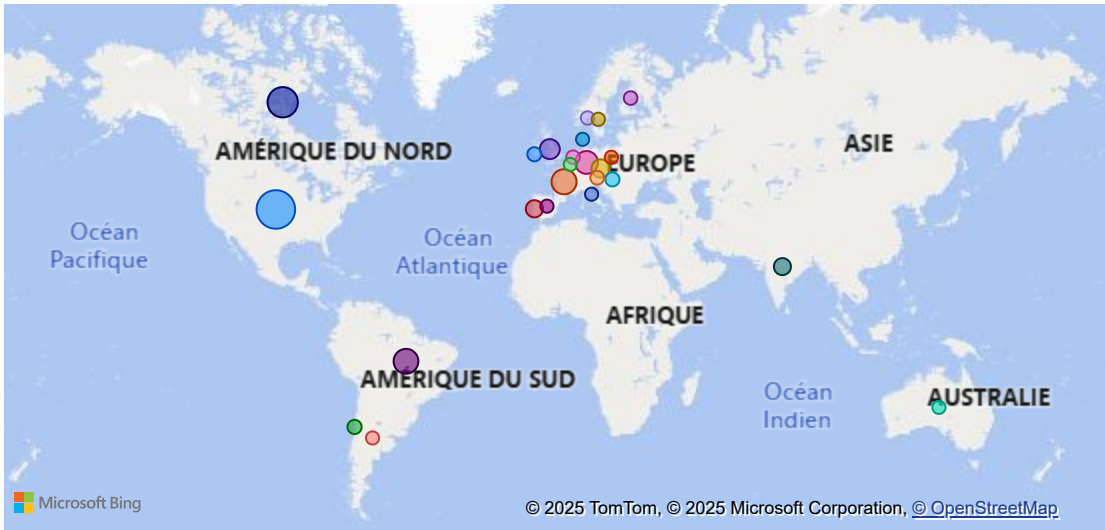 AMÉRIQUE DU NORD
EUROPE
ASIE
Océan
Pacifique
Océan
Atlantique
AFRIQUE
AMÉRIQUE DU SUD
Océan
Indien
AUSTRALIE
Microsoft Bing
© 2025 TomTom, © 2025 Microsoft Corporation, © OpenStreetMap